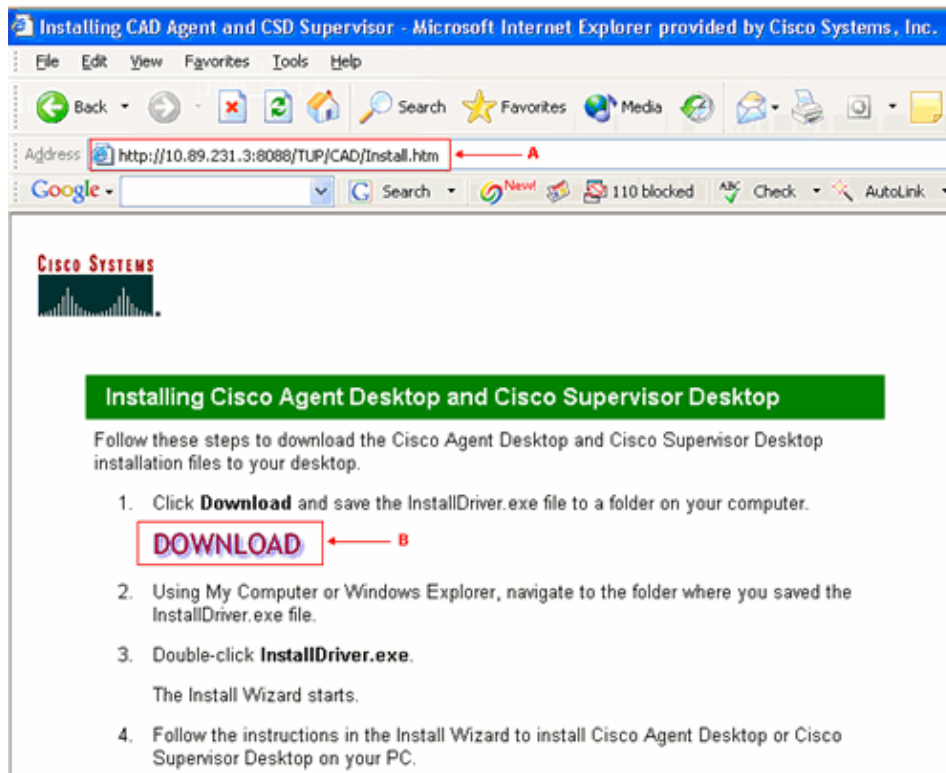 Installing CAD Agent and CSD Supervisor - Microsoft Internet Explorer provided by Cisco Systems, Inc.
File Edit View Favorites Tools Help
Back Search Favorites Media
Address http://10.89.231.3:8088/TUP/CAD/Install.htm A
Google Search New! 110 blocked ABC Check AutoLink
CISCO SYSTEMS
Installing Cisco Agent Desktop and Cisco Supervisor Desktop
Follow these steps to download the Cisco Agent Desktop and Cisco Supervisor Desktop
installation files to your desktop.
1. Click Download and save the InstallDriver.exe file to a folder on your computer.
DOWNLOAD B
2. Using My Computer or Windows Explorer, navigate to the folder where you saved the
InstallDriver.exe file.
3. Double-click InstallDriver.exe.
The Install Wizard starts.
4. Follow the instructions in the Install Wizard to install Cisco Agent Desktop or Cisco
Supervisor Desktop on your PC.